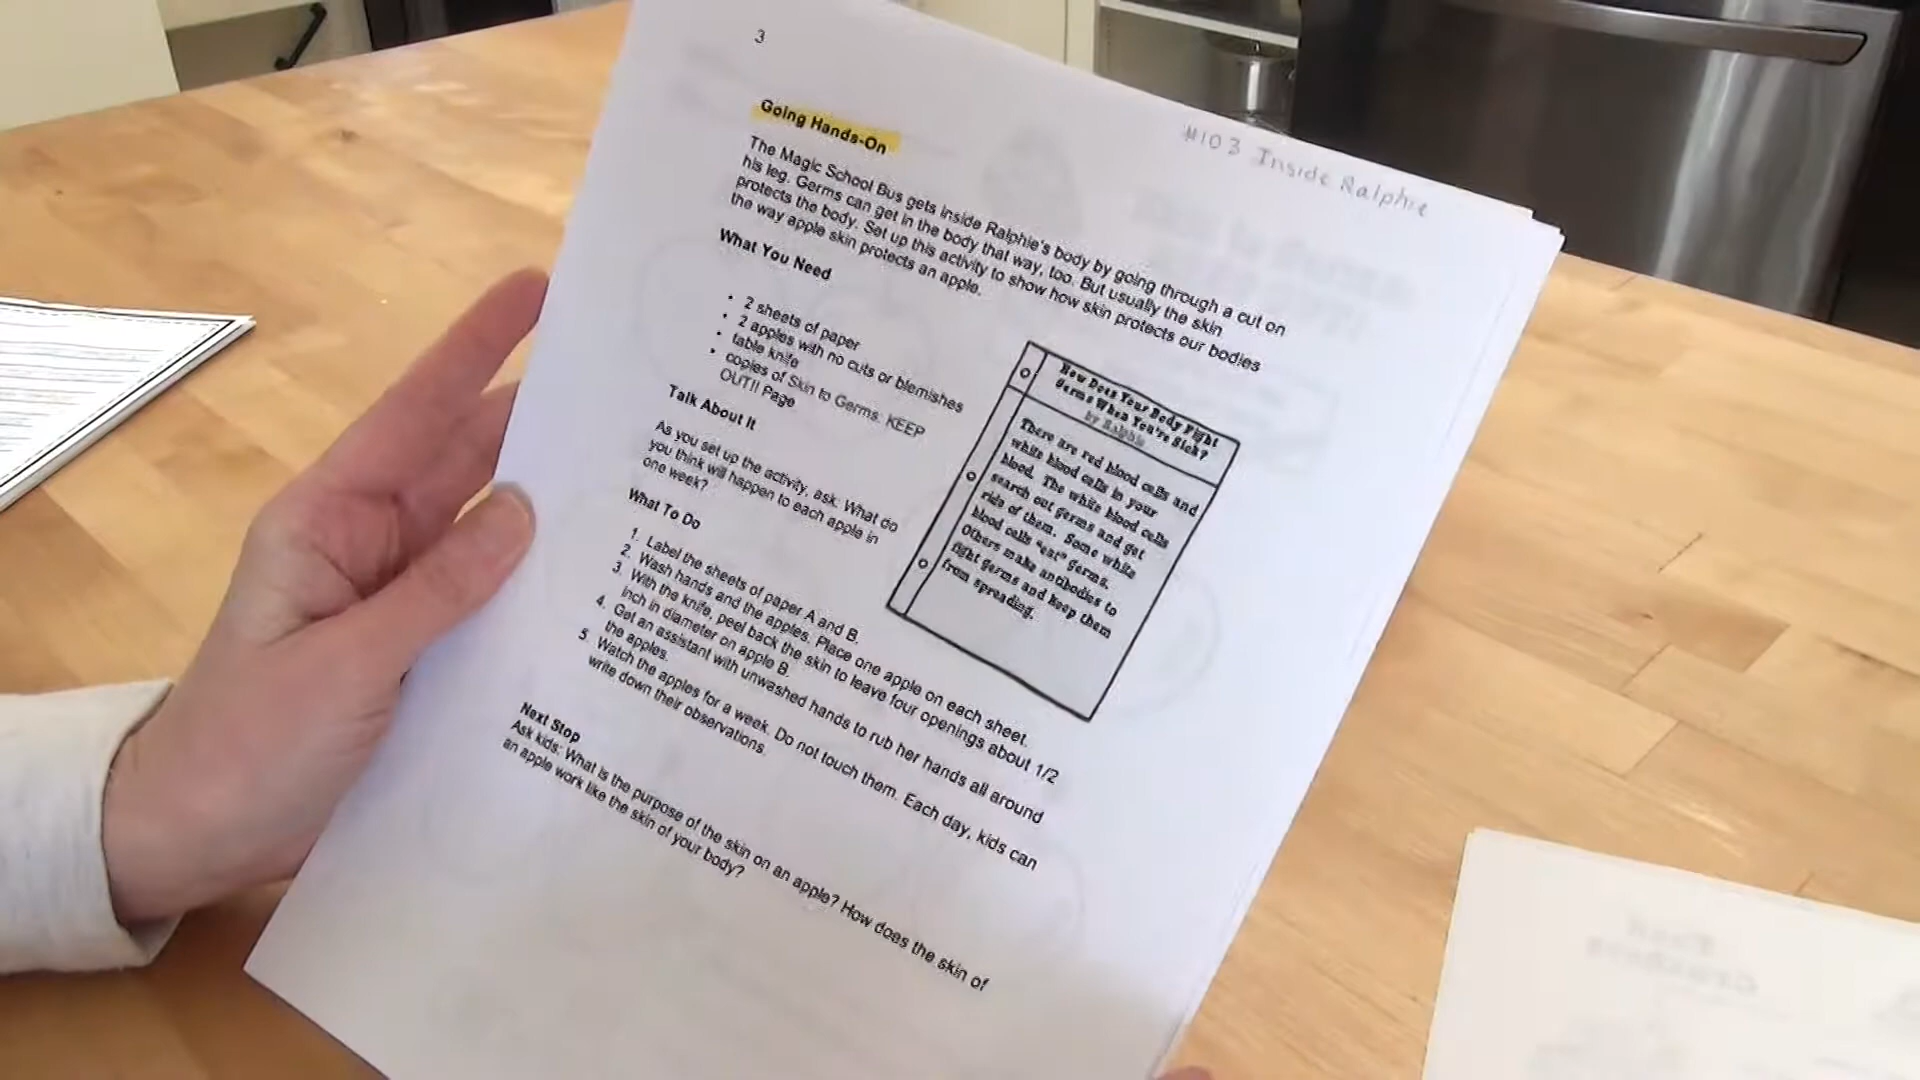 3
#103 Inside Ralphie
Going Hands-On
The Magic School Bus gets inside Ralphie's body by going through a cut on
his leg. Germs can get in the body that way, too. But usually the skin
protects the body. Set up this activity to show how skin protects our bodies
the way apple skin protects an apple.
What You Need
• 2 sheets of paper
• 2 apples with no cuts or blemishes
• table knife
• copies of Skin to Germs: KEEP
OUT!! Page
Talk About It
As you set up the activity, ask: What do
you think will happen to each apple in
one week?
What To Do
1. Label the sheets of paper A and B.
2. Wash hands and the apples. Place one apple on each sheet.
3. With the knife, peel back the skin to leave four openings about 1/2
inch in diameter on apple B.
4. Get an assistant with unwashed hands to rub her hands all around
the apples.
5. Watch the apples for a week. Do not touch them. Each day, kids can
write down their observations.
Next Stop
Ask kids: What is the purpose of the skin on an apple? How does the skin of
an apple work like the skin of your body?
How Does Your Body Fight
Germs When You're Sick?
by Ralphie
There are red blood cells and
white blood cells in your
blood. The white blood cells
search out germs and get
rid of them. Some white
blood cells "eat" germs.
Others make antibodies to
fight germs and keep them
from spreading.